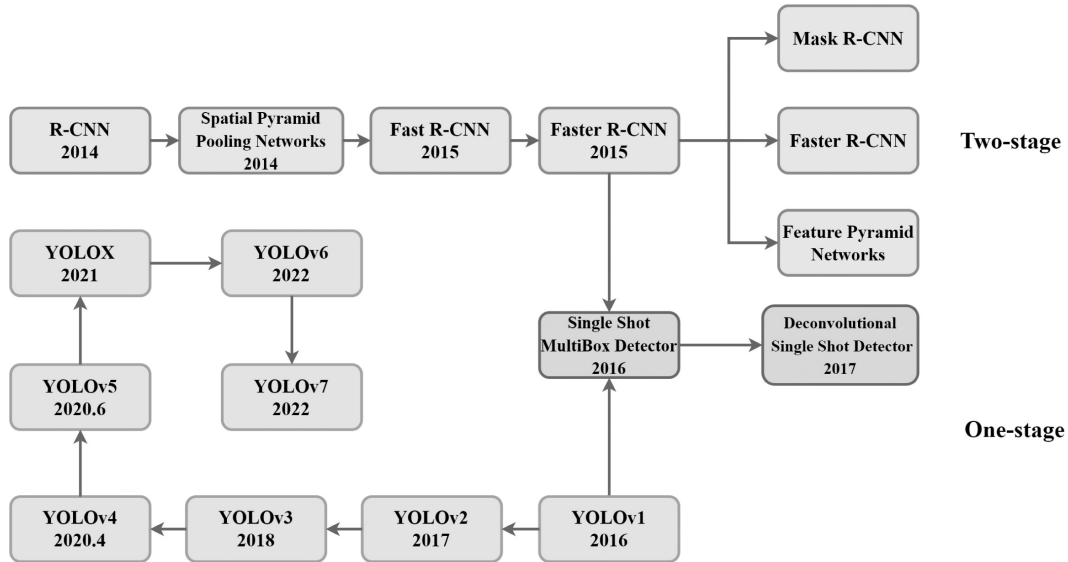 Mask R-CNN
R-CNN
2014
Spatial Pyramid
Pooling Networks
2014
Fast R-CNN
2015
Faster R-CNN
2015
Faster R-CNN
Two-stage
Feature Pyramid
Networks
YOLOX
2021
YOLOv6
2022
Single Shot
MultiBox Detector
2016
Deconvolutional
Single Shot Detector
2017
YOLOv5
2020.6
YOLOv7
2022
One-stage
YOLOv4
2020.4
YOLOv3
2018
YOLOv2
2017
YOLOv1
2016